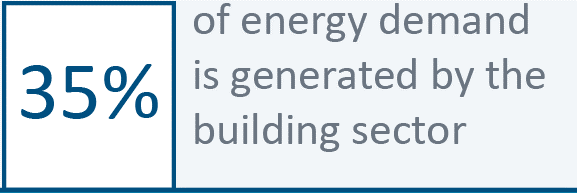 35%
of energy demand
is generated by the
building sector